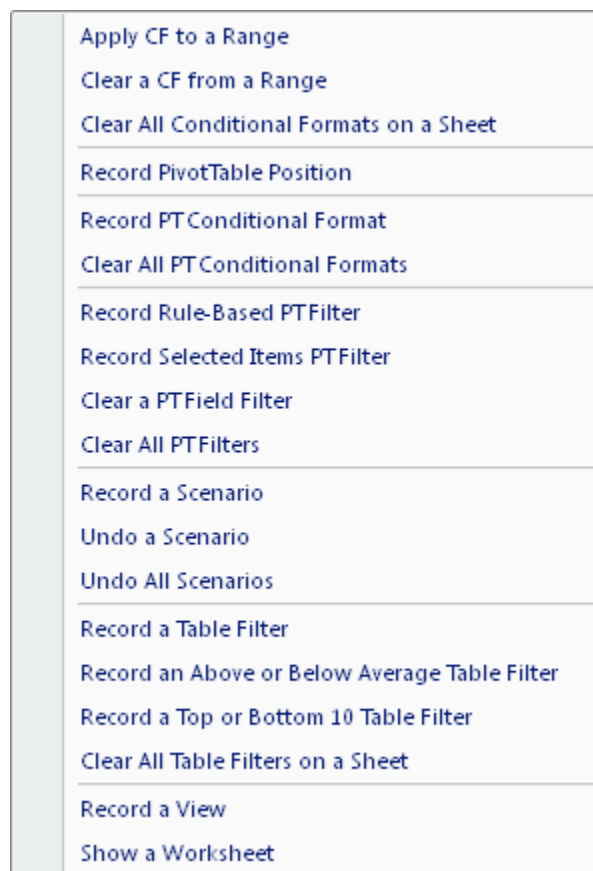 Apply CF to a Range
Clear a CF from a Range
Clear All Conditional Formats on a Sheet
Record PivotTable Position
Record PT Conditional Format
Clear All PT Conditional Formats
Record Rule-Based PT Filter
Record Selected Items PT Filter
Clear a PT Field Filter
Clear All PT Filters
Record a Scenario
Undo a Scenario
Undo All Scenarios
Record a Table Filter
Record an Above or Below Average Table Filter
Record a Top or Bottom 10 Table Filter
Clear All Table Filters on a Sheet
Record a View
Show a Worksheet